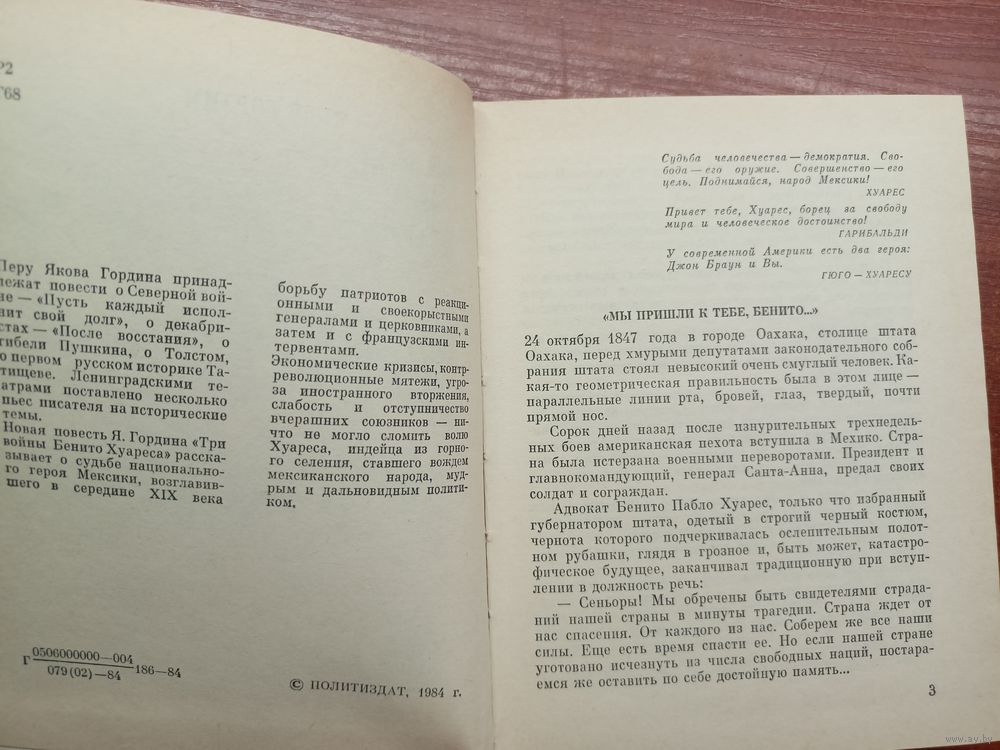 Р2
Г68
Перу Якова Гордина принад-
лежат повести о Северной вой-
не — «Пусть каждый испол-
нит свой долг», о декабри-
стах — «После восстания», о
гибели Пушкина, о Толстом,
о первом русском историке Та-
тищеве. Ленинградскими те-
атрами поставлено несколько
пьес писателя на исторические
темы.
Новая повесть Я. Гордина «Три
войны Бенито Хуареса» расска-
зывает о судьбе национально-
го героя Мексики, возглавив-
шего в середине XIX века
борьбу патриотов с реакци-
онными и своекорыстными
генералами и церковниками, а
затем и с французскими ин-
тервентами.
Экономические кризисы, контр-
революционные мятежи, угро-
за иностранного вторжения,
слабость и отступничество
вчерашних союзников — ни-
что не могло сломить волю
Хуареса, индейца из горно-
го селения, ставшего вождем
мексиканского народа, муд-
рым и дальновидным полити-
ком.
Г 0506000000—004
079(02)—84 186—84
© ПОЛИТИЗДАТ, 1984 г.
Судьба человечества — демократия. Сво-
бода — его оружие. Совершенство — его
цель. Поднимайся, народ Мексики!
ХУАРЕС
Привет тебе, Хуарес, борец за свободу
мира и человеческое достоинство!
ГАРИБАЛЬДИ
У современной Америки есть два героя:
Джон Браун и Вы.
ГЮГО — ХУАРЕСУ
«МЫ ПРИШЛИ К ТЕБЕ, БЕНИТО...»
24 октября 1847 года в городе Оахака, столице штата
Оахака, перед хмурыми депутатами законодательного соб-
рания штата стоял невысокий очень смуглый человек. Ка-
кая-то геометрическая правильность была в этом лице —
параллельные линии рта, бровей, глаз, твердый, почти
прямой нос.
Сорок дней назад после изнурительных трехнедель-
ных боев американская пехота вступила в Мехико. Стра-
на была истерзана военными переворотами. Президент и
главнокомандующий, генерал Санта-Анна, предал своих
солдат и сограждан.
Адвокат Бенито Пабло Хуарес, только что избранный
губернатором штата, одетый в строгий черный костюм,
чернота которого подчеркивалась ослепительным полот-
ном рубашки, глядя в грозное и, быть может, катастро-
фическое будущее, заканчивал традиционную при вступ-
лении в должность речь:
— Сеньоры! Мы обречены быть свидетелями страда-
ний нашей страны в минуты трагедии. Страна ждет от
нас спасения. От каждого из нас. Соберем же все наши
силы. Еще есть время спасти ее. Но если нашей стране
уготовано исчезнуть из числа свободных наций, постара-
емся же оставить по себе достойную память...
3
www.ay.by